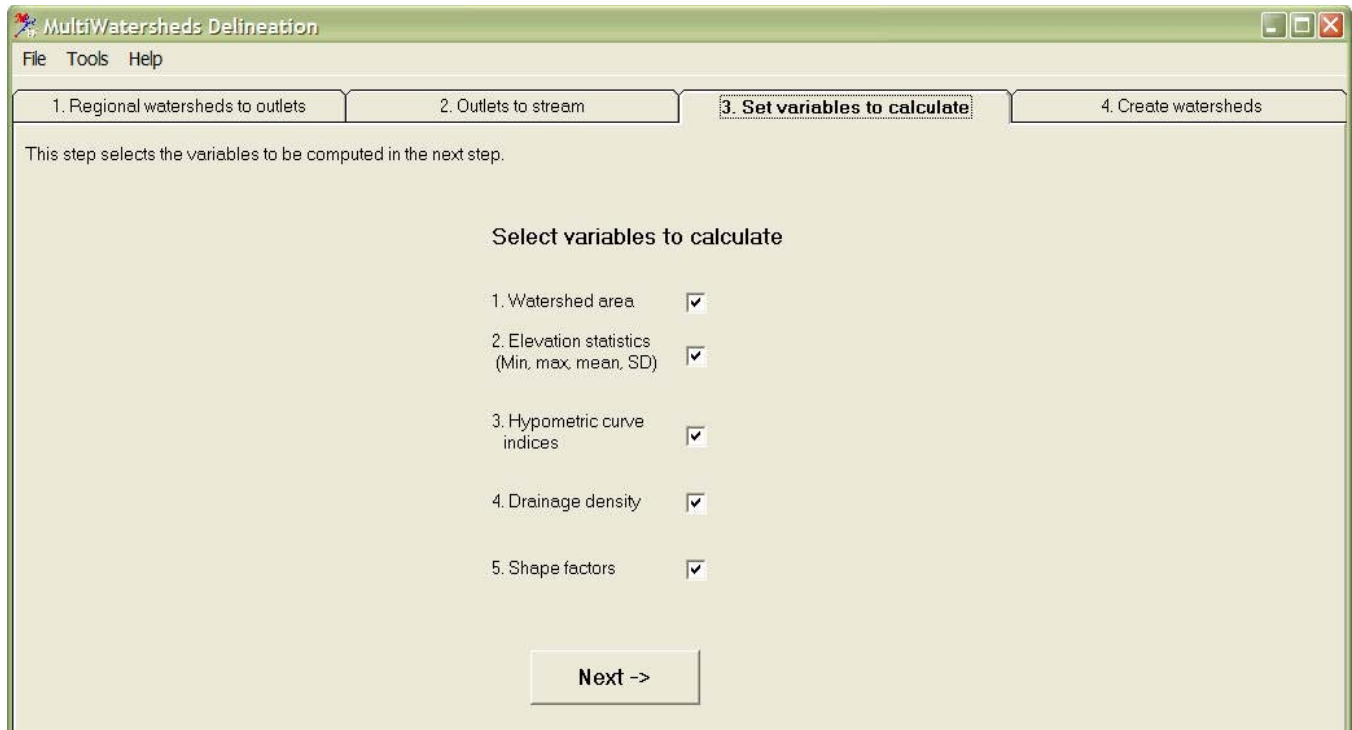 MultiWatersheds Delineation
File Tools Help
1. Regional watersheds to outlets
2. Outlets to stream
3. Set variables to calculate
4. Create watersheds
This step selects the variables to be computed in the next step.
Select variables to calculate
1. Watershed area
2. Elevation statistics
(Min, max, mean, SD)
3. Hypometric curve
indices
4. Drainage density
5. Shape factors
Next ->